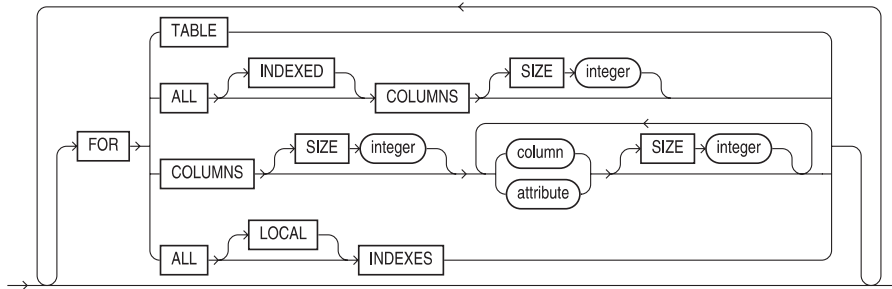 TABLE
INDEXED
SIZE integer
ALL COLUMNS
FOR
SIZE integer column SIZE integer
COLUMNS attribute
LOCAL
ALL INDEXES